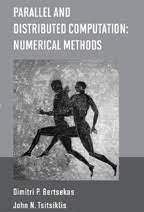 PARALLEL AND
DISTRIBUTED COMPUTATION:
NUMERICAL METHODS
Dimitri P. Bertsekas
John N. Tsitsiklis